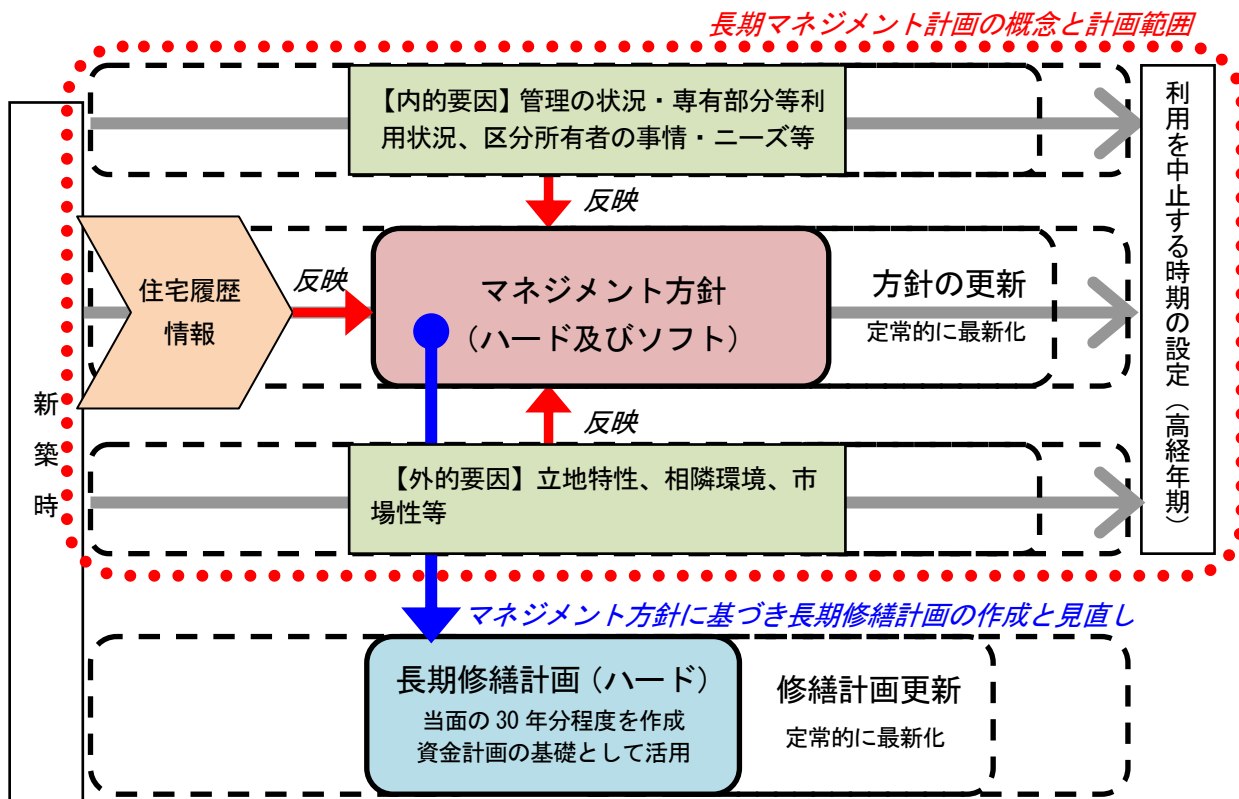 長期マネジメント計画の概念と計画範囲
【内的要因】管理の状況・専有部分等利
用状況、区分所有者の事情・ニーズ等
反映
住宅履歴
情報
反映
マネジメント方針
（ハード及びソフト）
方針の更新
定常的に最新化
反映
【外的要因】立地特性、相隣環境、市
場性等
新築時
利用を中止する時期の設定（高経年期）
マネジメント方針に基づき長期修繕計画の作成と見直し
長期修繕計画（ハード）
当面の 30 年分程度を作成
資金計画の基礎として活用
修繕計画更新
定常的に最新化